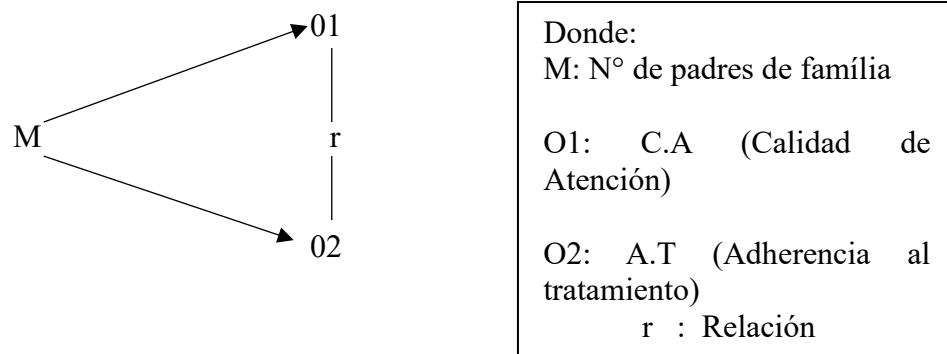 01
M
r
02
Donde:
M: N° de padres de família
O1: C.A (Calidad de
Atención)
O2: A.T (Adherencia al
tratamiento)
r : Relación